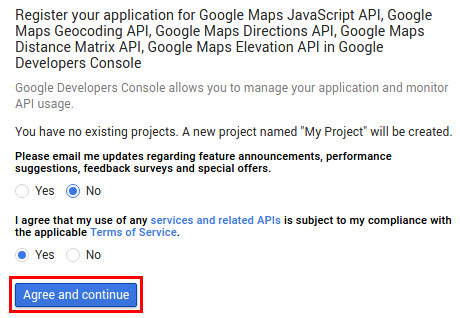 Register your application for Google Maps JavaScript API, Google
Maps Geocoding API, Google Maps Directions API, Google Maps
Distance Matrix API, Google Maps Elevation API in Google
Developers Console
Google Developers Console allows you to manage your application and monitor
API usage.
You have no existing projects. A new project named "My Project" will be created.
Please email me updates regarding feature announcements, performance
suggestions, feedback surveys and special offers.
Yes No
I agree that my use of any services and related APIs is subject to my compliance with
the applicable Terms of Service.
Yes No
Agree and continue